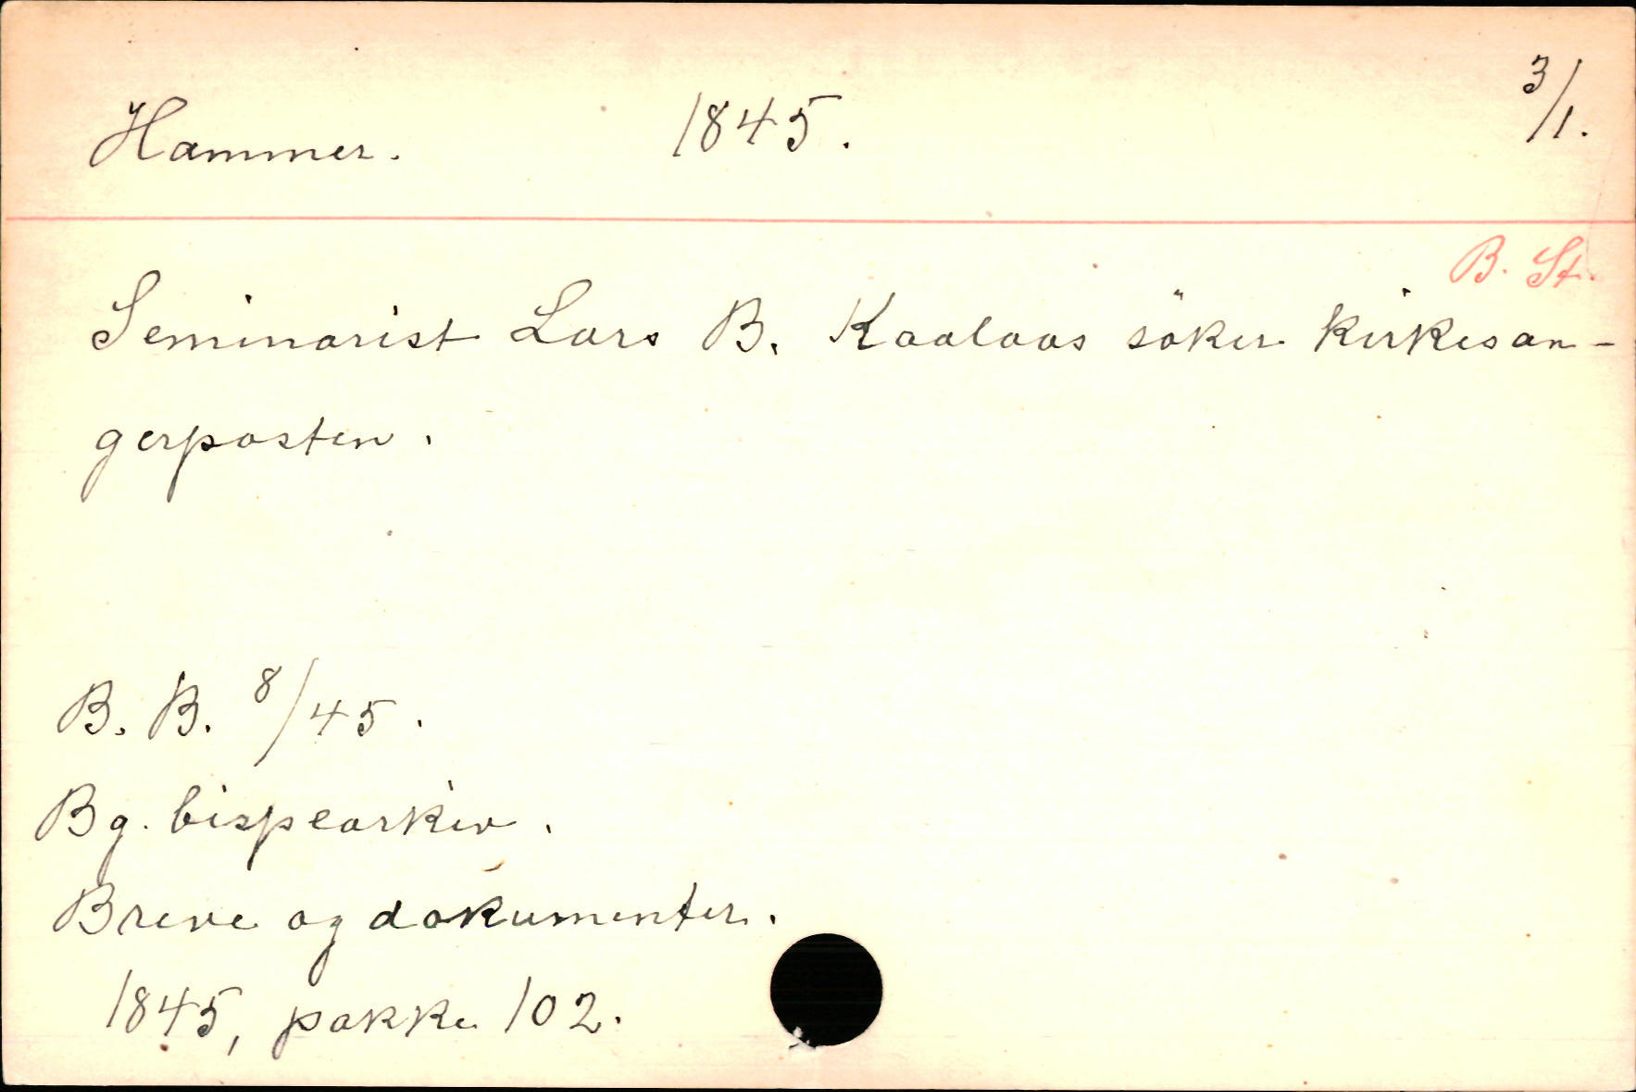 Hammer. 1845. 3/1.
B. St.
Seminarist Lars B. Kaalaas söker kirkesan-
gerposten.
B. B. 8/45.
Bg. bispearkiv.
Breve og dokumenter.
1845, pakke 102.